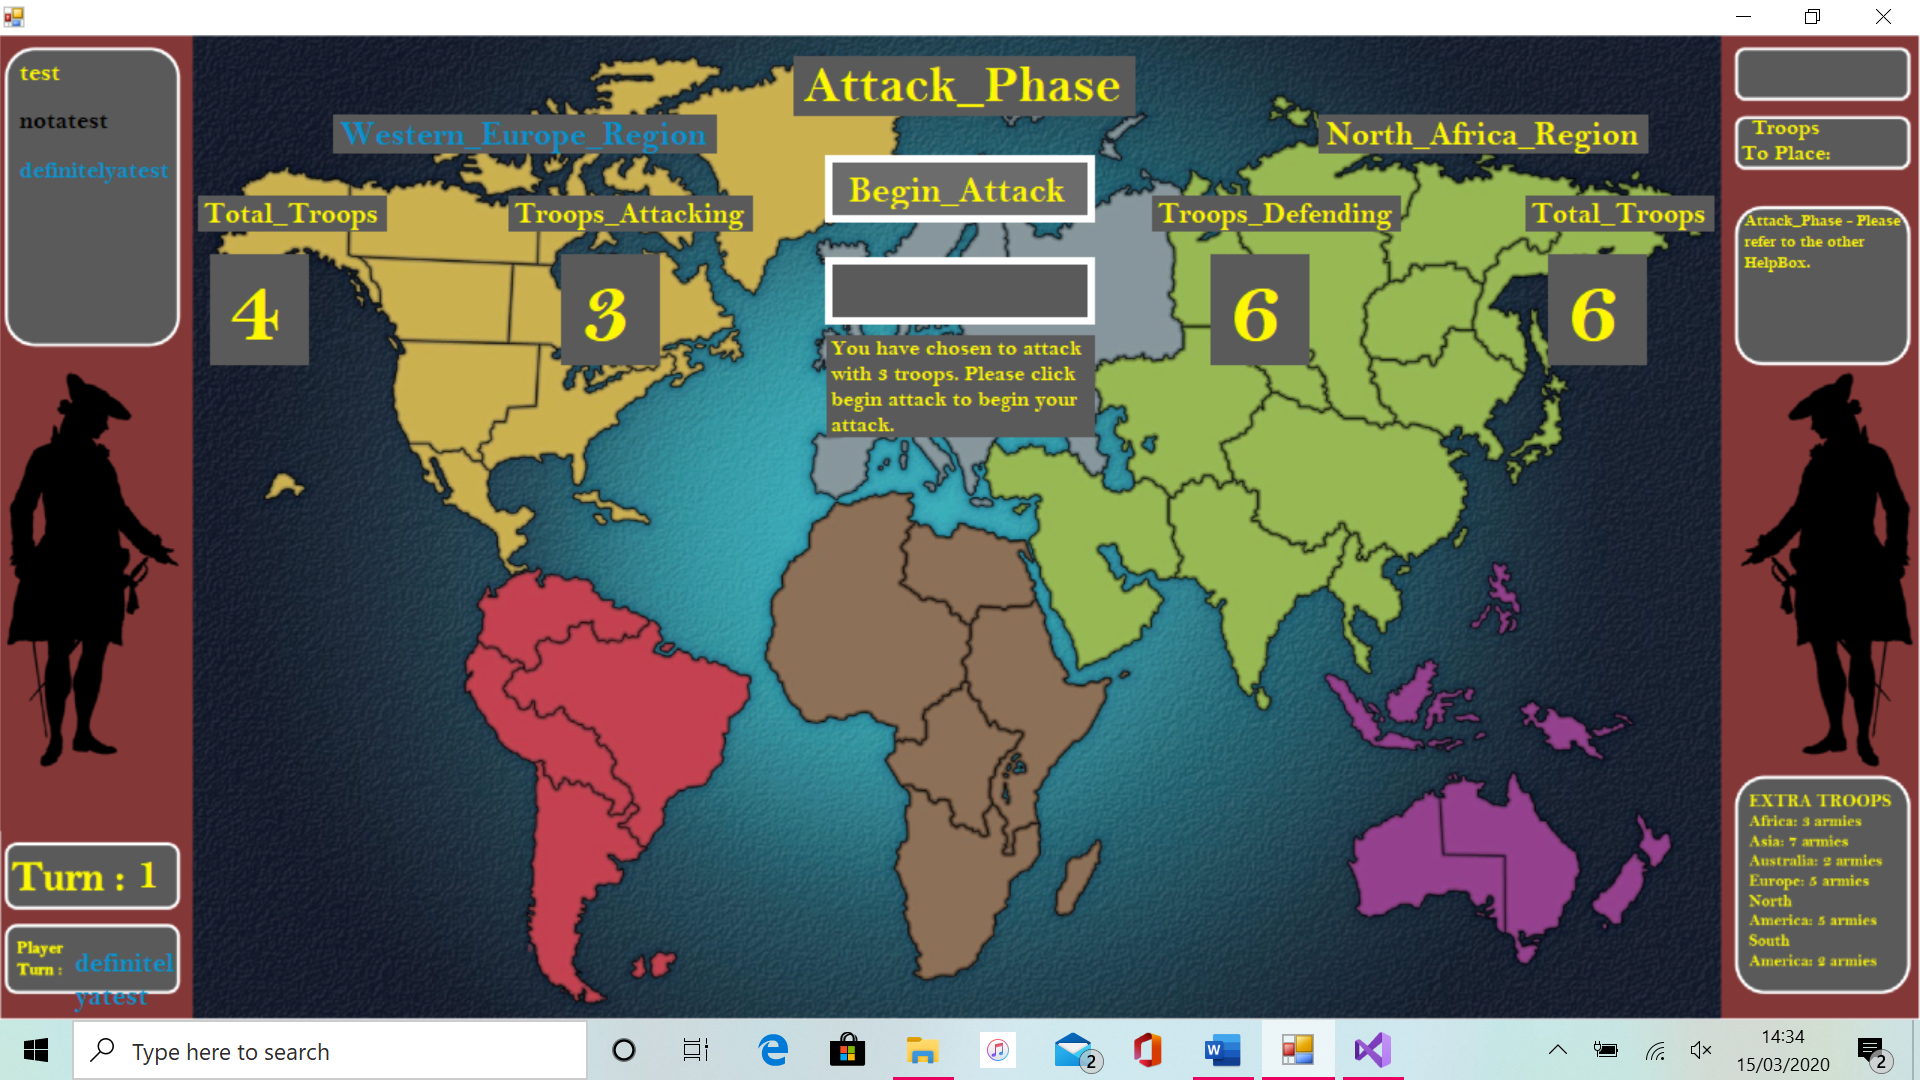 test
notatest
definitelyatest
Attack_Phase
Western_Europe_Region
North_Africa_Region
Begin_Attack
Total_Troops
Troops_Attacking
Troops_Defending
Total_Troops
4
3
6
6
You have chosen to attack
with 3 troops. Please click
begin attack to begin your
attack.
Troops
To Place:
Attack_Phase - Please
refer to the other
HelpBox.
Turn : 1
Player
Turn :
definitel
yatest
EXTRA TROOPS
Africa: 3 armies
Asia: 7 armies
Australia: 2 armies
Europe: 5 armies
North
America: 5 armies
South
America: 2 armies
Type here to search
2
W
14:34
15/03/2020
2